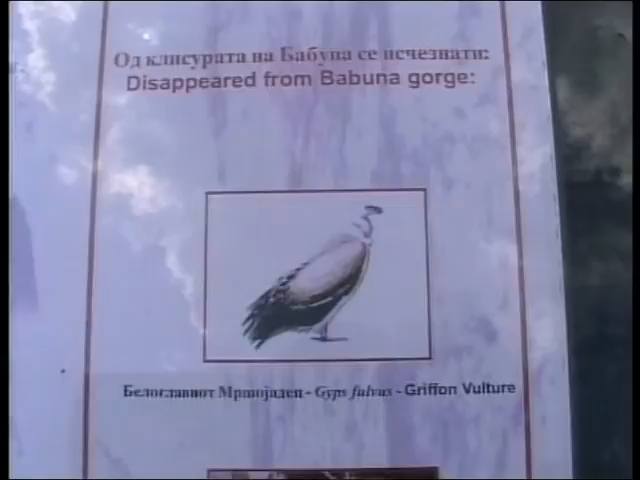 Од клисурата на Бабуна се исчезнати:
Disappeared from Babuna gorge:
Белоглавиот Мршојадец - Gyps fulvus - Griffon Vulture